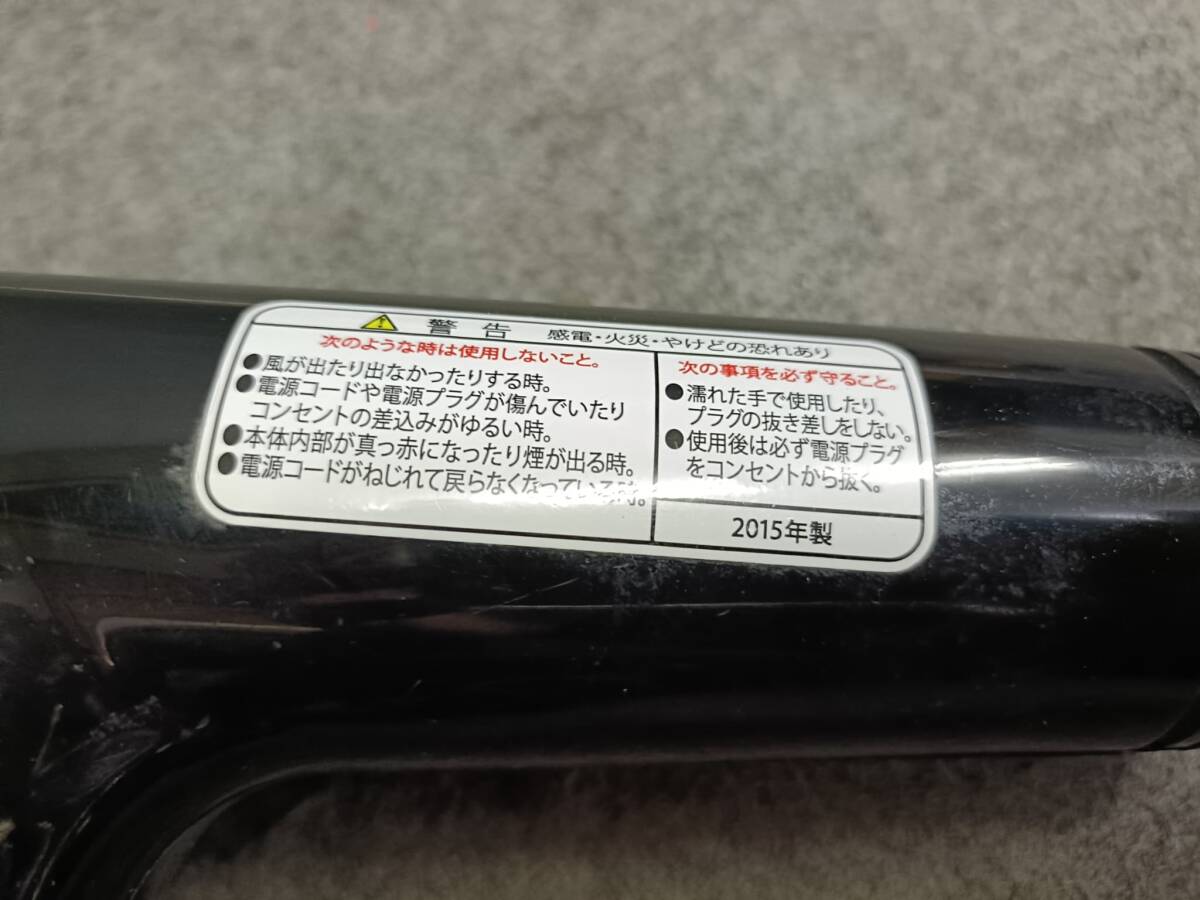 警告 感電・火災・やけどの恐れあり
次のような時は使用しないこと。
●風が出たり出なかったりする時。
●電源コードや電源プラグが傷んでいたり
コンセントの差込みがゆるい時。
●本体内部が真っ赤になったり煙が出る時。
●電源コードがねじれて戻らなくなっている時。
次の事項を必ず守ること。
●濡れた手で使用したり、
プラグの抜き差しをしない。
●使用後は必ず電源プラグ
をコンセントから抜く。
2015年製